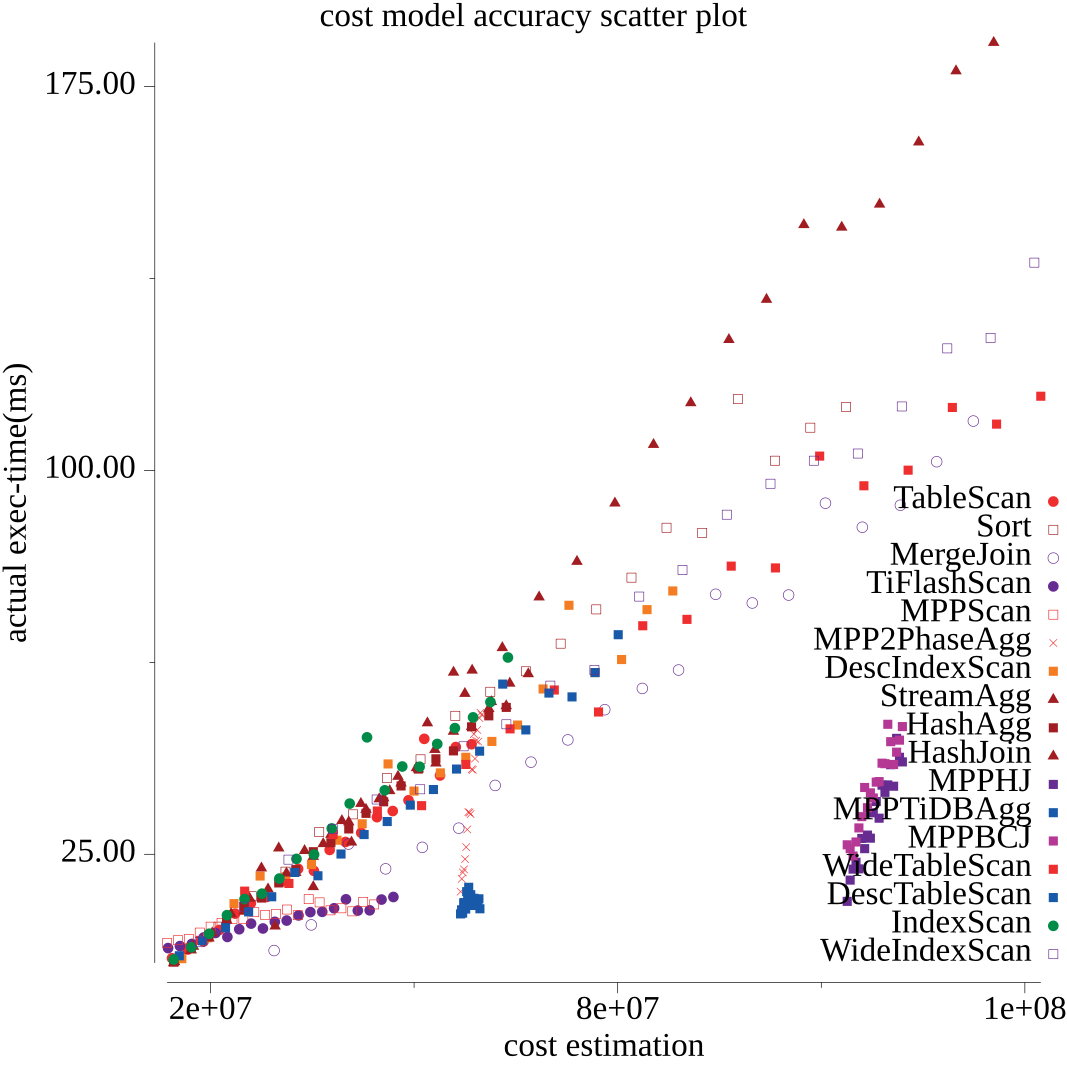 cost model accuracy scatter plot
175.00
100.00
25.00
actual exec-time(ms)
TableScan
Sort
MergeJoin
TiFlashScan
MPPScan
MPP2PhaseAgg
DescIndexScan
StreamAgg
HashAgg
HashJoin
MPPHJ
MPPTiDBAgg
MPPBCJ
WideTableScan
DescTableScan
IndexScan
WideIndexScan
2e+07
8e+07
1e+08
cost estimation